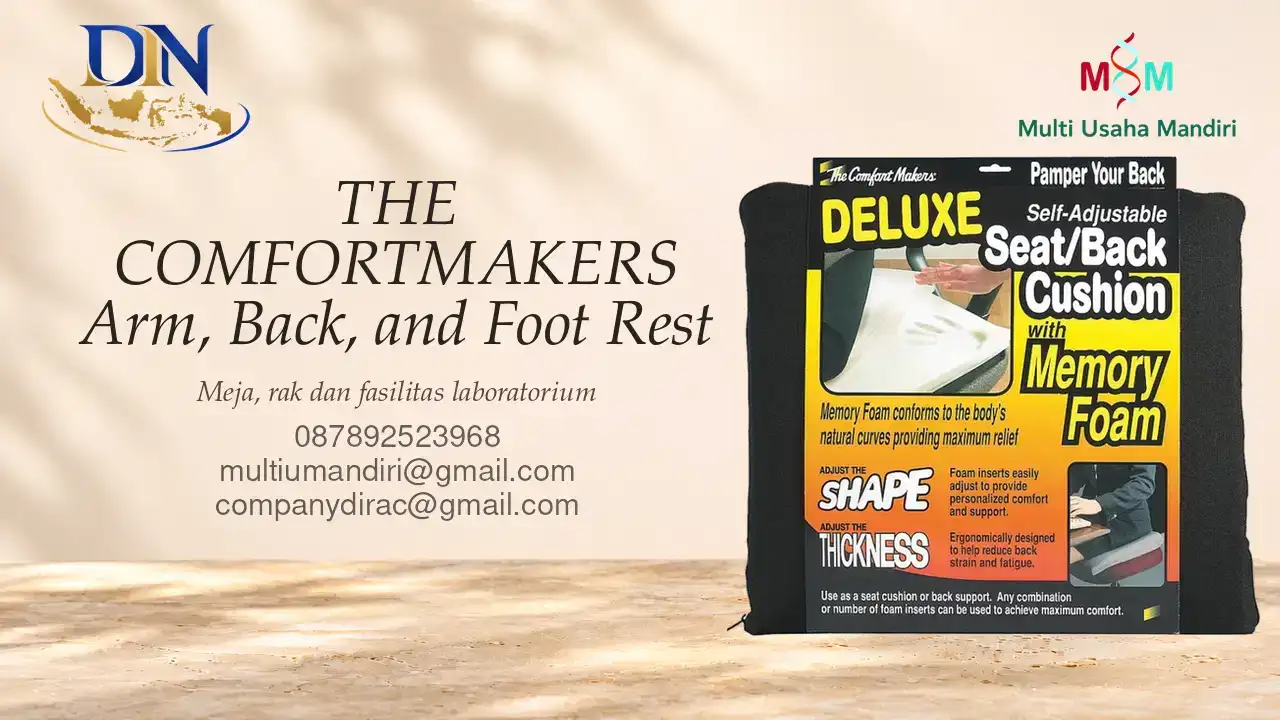 DIN
M M
Multi Usaha Mandiri
THE
COMFORTMAKERS
Arm, Back, and Foot Rest
Meja, rak dan fasilitas laboratorium
087892523968
multiumandiri@gmail.com
companydirac@gmail.com
The Comfort Makers:
Pamper Your Back
DELUXE
Self-Adjustable
Seat/Back
Cushion
with
Memory
Foam
Memory Foam conforms to the body's
natural curves providing maximum relief
ADJUST THE
SHAPE
Foam inserts easily
adjust to provide
personalized comfort
and support.
ADJUST THE
THICKNESS
Ergonomically designed
to help reduce back
strain and fatigue.
Use as a seat cushion or back support. Any combination
or number of foam inserts can be used to achieve maximum comfort.